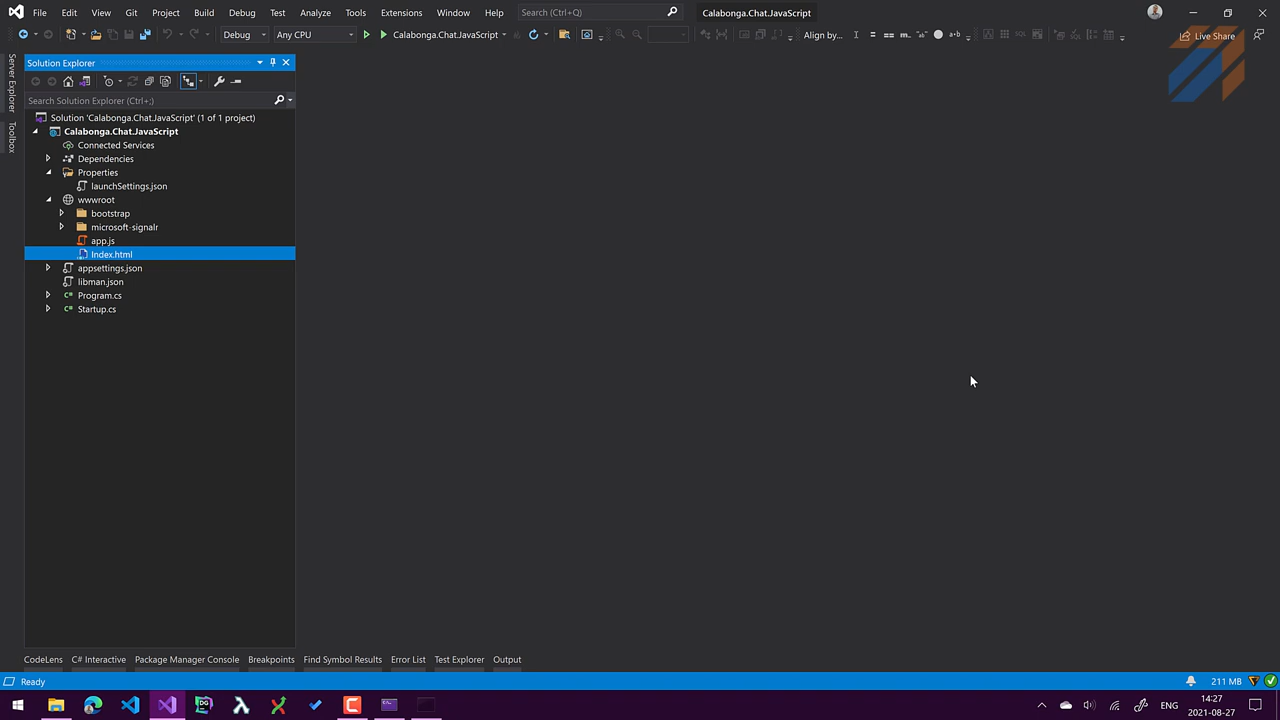 File Edit View Git Project Build Debug Test Analyze Tools Extensions Window Help Search (Ctrl+Q) Calabonga.Chat.JavaScript
Debug Any CPU Calabonga.Chat.JavaScript Align by... Live Share
Server Explorer
Toolbox
Solution Explorer
Search Solution Explorer (Ctrl+;)
Solution 'Calabonga.Chat.JavaScript' (1 of 1 project)
Calabonga.Chat.JavaScript
Connected Services
Dependencies
Properties
launchSettings.json
wwwroot
bootstrap
microsoft-signalr
app.js
Index.html
appsettings.json
libman.json
C# Program.cs
C# Startup.cs
CodeLens C# Interactive Package Manager Console Breakpoints Find Symbol Results Error List Test Explorer Output
Ready 211 MB
ENG 14:27
2021-08-27